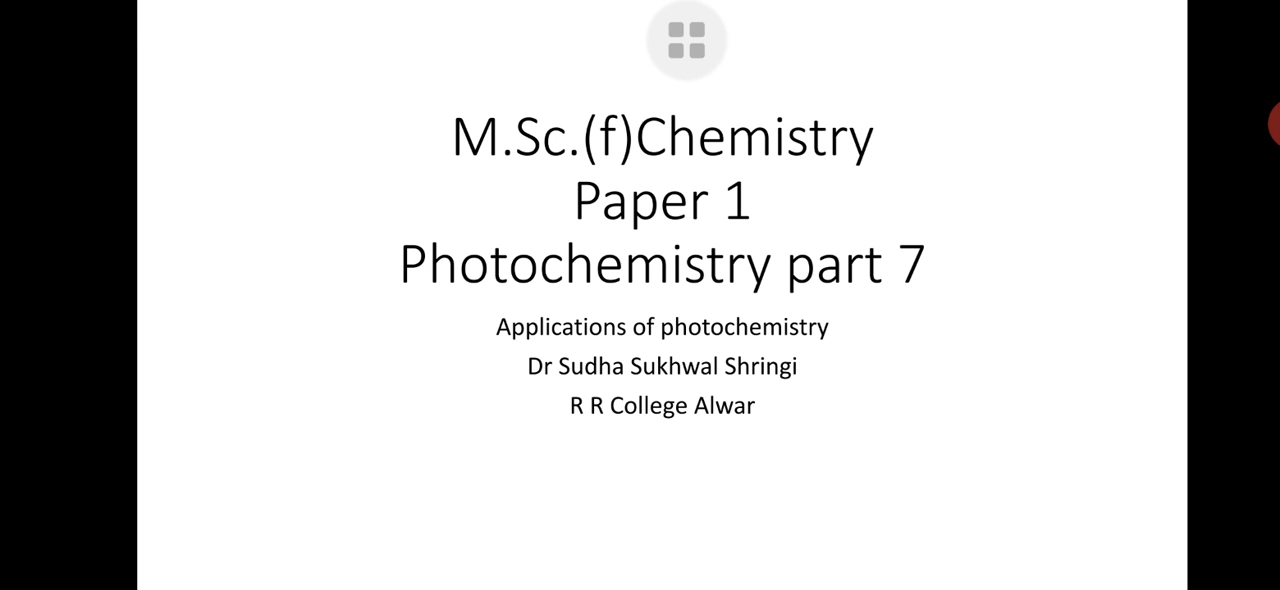 M.Sc.(f)Chemistry
Paper 1
Photochemistry part 7
Applications of photochemistry
Dr Sudha Sukhwal Shringi
R R College Alwar